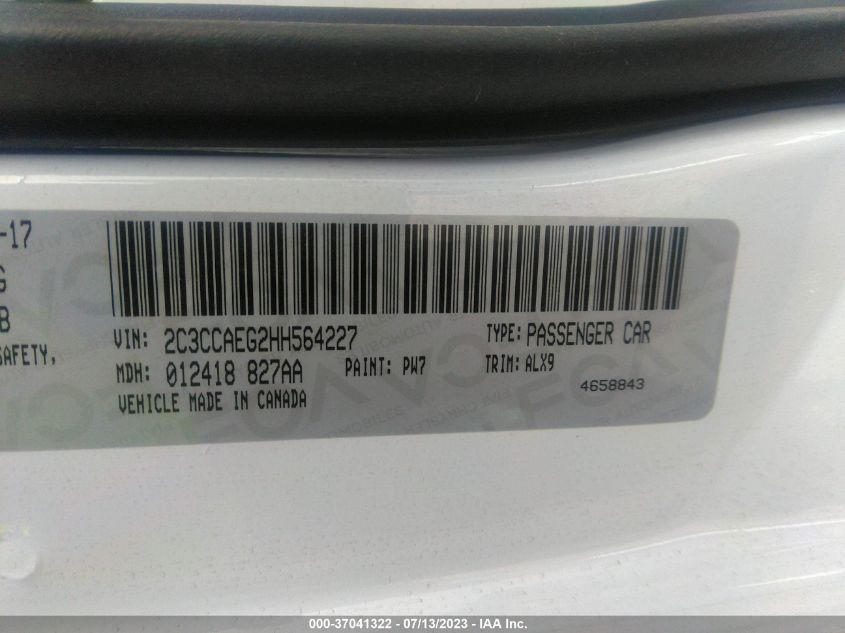 -17
G
B
SAFETY,
VIN: 2C3CCAEG2HH564227
TYPE: PASSENGER CAR
MDH: 012418 827AA
PAINT: PW7
TRIM: ALX9
VEHICLE MADE IN CANADA
4658843
000-37041322 - 07/13/2023 - IAA Inc.